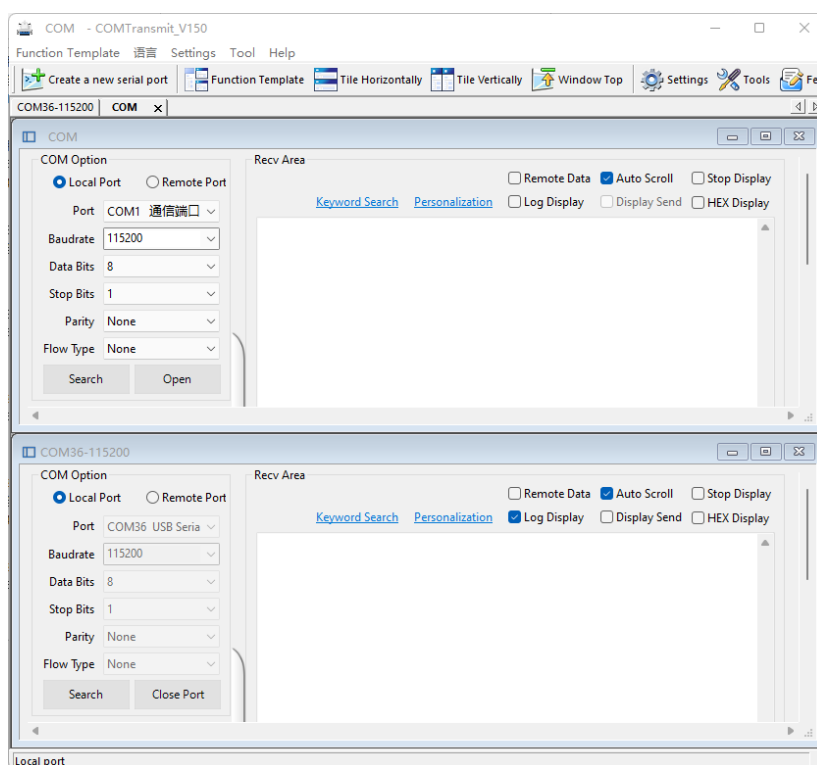 COM - COMTransmit_V150
Function Template 语言 Settings Tool Help
Create a new serial port Function Template Tile Horizontally Tile Vertically Window Top Settings Tools Fe
COM36-115200 COM x
COM
COM Option Recv Area
Local Port Remote Port Remote Data Auto Scroll Stop Display
Port COM1 通信端口 Keyword Search Personalization Log Display Display Send HEX Display
Baudrate 115200
Data Bits 8
Stop Bits 1
Parity None
Flow Type None
Search Open
COM36-115200
COM Option Recv Area
Local Port Remote Port Remote Data Auto Scroll Stop Display
Port COM36 USB Seria Keyword Search Personalization Log Display Display Send HEX Display
Baudrate 115200
Data Bits 8
Stop Bits 1
Parity None
Flow Type None
Search Close Port
Local port